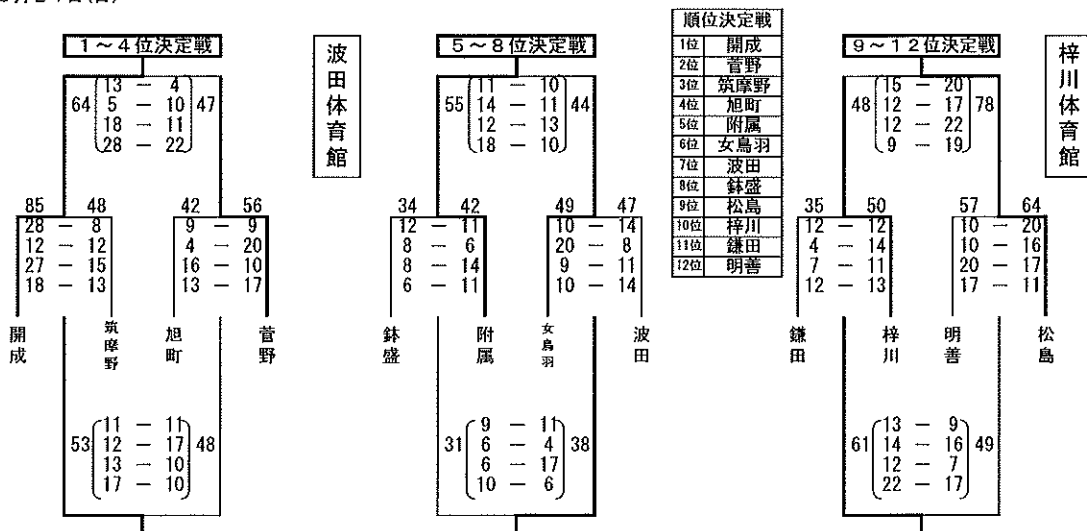 1～4位決定戦
64 13 － 4 47
5 － 10
18 － 11
28 － 22
85 48
28 － 8
12 － 12
27 － 15
18 － 13
42 56
9 － 9
4 － 20
16 － 10
13 － 17
開成
筑摩野
旭町
菅野
53 11 － 11 48
12 － 17
13 － 10
17 － 10
波田体育館
5～8位決定戦
55 11 － 10 44
14 － 11
12 － 13
18 － 10
34 42
12 － 11
8 － 6
8 － 14
6 － 11
49 47
10 － 14
20 － 8
9 － 11
10 － 14
鉢盛
附属
女鳥羽
波田
31 9 － 11 38
6 － 4
6 － 17
10 － 6
順位決定戦
1位 開成
2位 菅野
3位 筑摩野
4位 旭町
5位 附属
6位 女鳥羽
7位 波田
8位 鉢盛
9位 松島
10位 梓川
11位 鎌田
12位 明善
9～12位決定戦
48 15 － 20 78
12 － 17
12 － 22
9 － 19
35 50
12 － 12
4 － 14
7 － 11
12 － 13
57 64
10 － 20
10 － 16
20 － 17
17 － 11
鎌田
梓川
明善
松島
61 13 － 9 49
14 － 16
12 － 7
22 － 17
梓川体育館